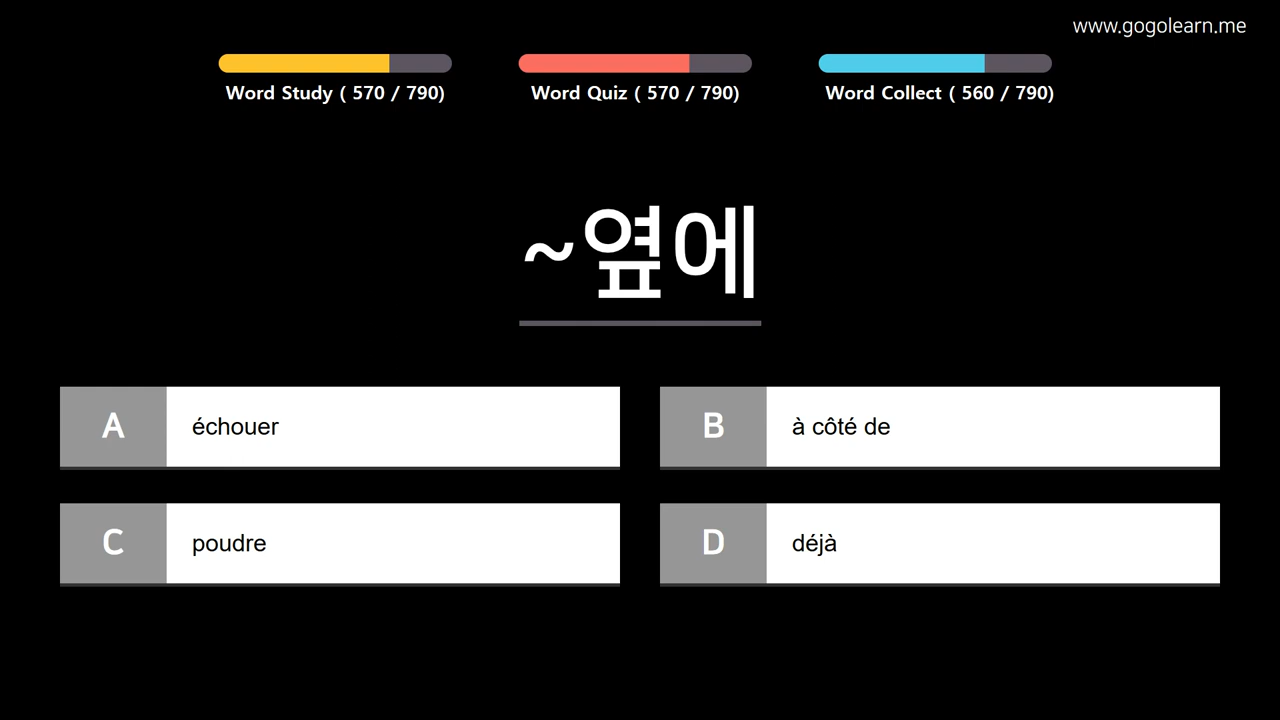 www.gogolearn.me
Word Study ( 570 / 790)
Word Quiz ( 570 / 790)
Word Collect ( 560 / 790)
~옆에
A
échouer
B
à côté de
C
poudre
D
déjà